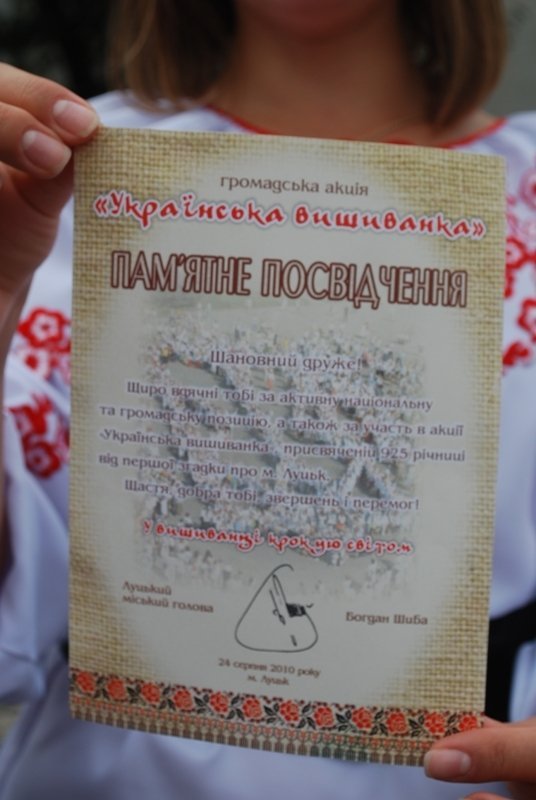 громадська акція
«Українська вишиванка»
ПАМ'ЯТНЕ ПОСВІДЧЕННЯ
Шановний друже!
Щиро вдячні тобі за активну національну
та громадську позицію, а також за участь в акції
«Українська вишиванка», присвяченій 925 річниці
від першої згадки про м. Луцьк.
Щастя, добра тобі, звершень і перемог!
У вишиванці крокую світом
Луцький
міський голова
Богдан Шиба
24 серпня 2010 року
м. Луцьк